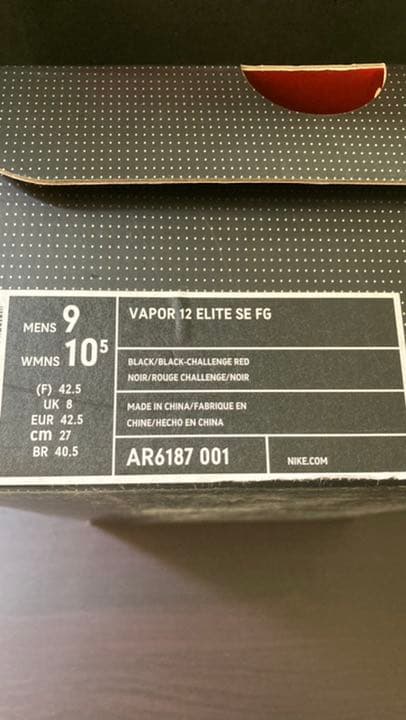 MENS 9
WMNS 10⁵
(F) 42.5
UK 8
EUR 42.5
cm 27
BR 40.5
VAPOR 12 ELITE SE FG
BLACK/BLACK-CHALLENGE RED
NOIR/ROUGE CHALLENGE/NOIR
MADE IN CHINA/FABRIQUE EN
CHINE/HECHO EN CHINA
AR6187 001
NIKE.COM